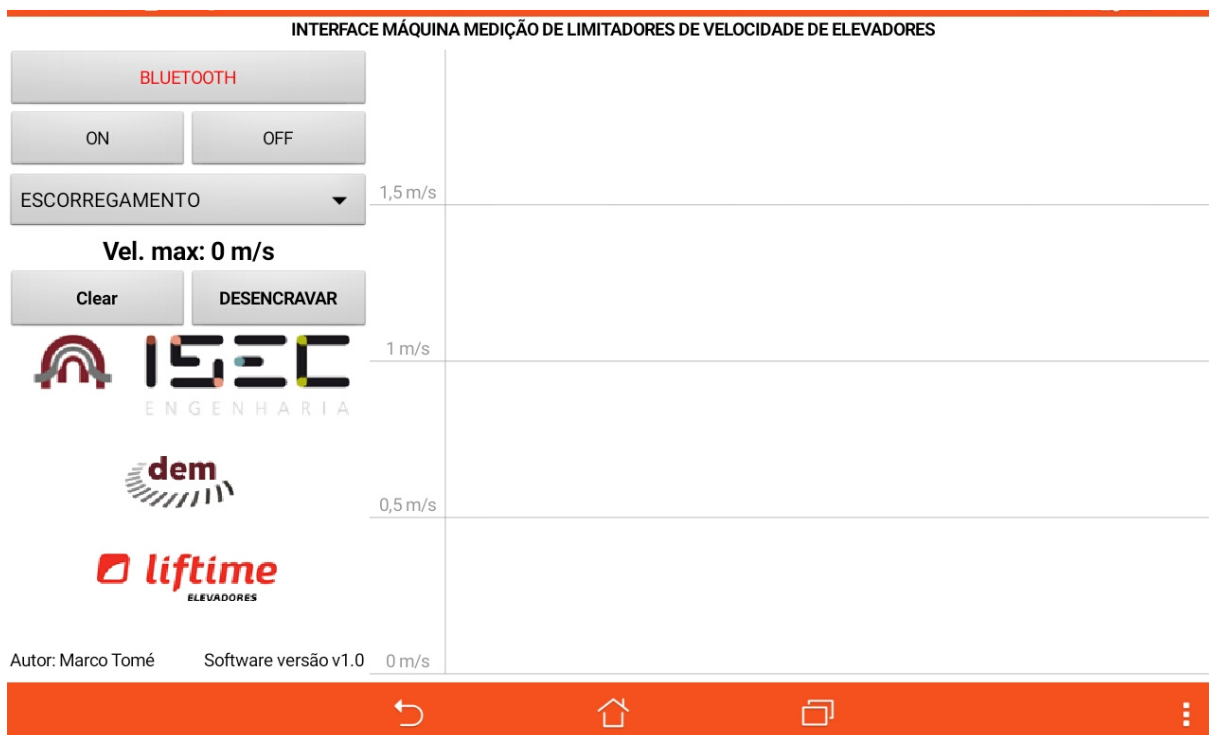 INTERFACE MÁQUINA MEDIÇÃO DE LIMITADORES DE VELOCIDADE DE ELEVADORES
BLUETOOTH
ON
OFF
ESCORREGAMENTO
Vel. max: 0 m/s
Clear
DESENCRAVAR
ISEC
ENGENHARIA
dem
liftime
ELEVADORES
Autor: Marco Tomé
Software versão v1.0
1,5 m/s
1 m/s
0,5 m/s
0 m/s